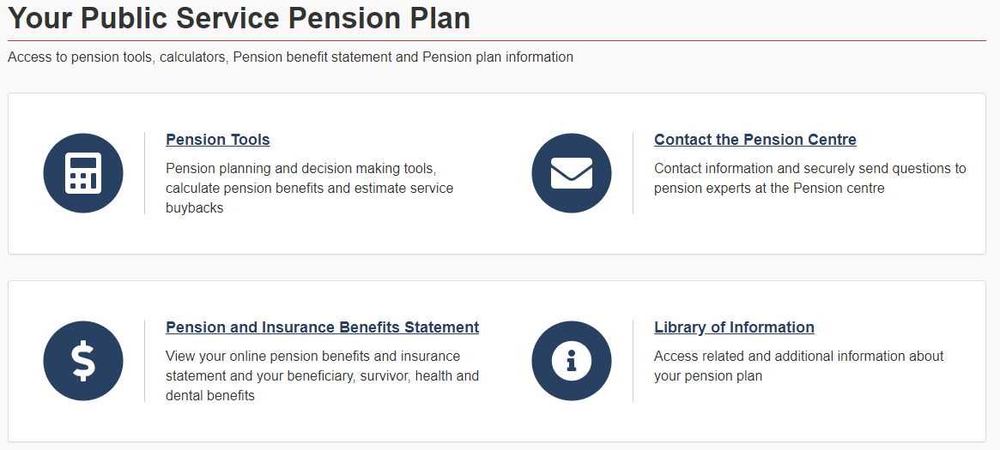 Your Public Service Pension Plan
Access to pension tools, calculators, Pension benefit statement and Pension plan information
Pension Tools
Pension planning and decision making tools,
calculate pension benefits and estimate service
buybacks
Contact the Pension Centre
Contact information and securely send questions to
pension experts at the Pension centre
Pension and Insurance Benefits Statement
View your online pension benefits and insurance
statement and your beneficiary, survivor, health and
dental benefits
Library of Information
Access related and additional information about
your pension plan